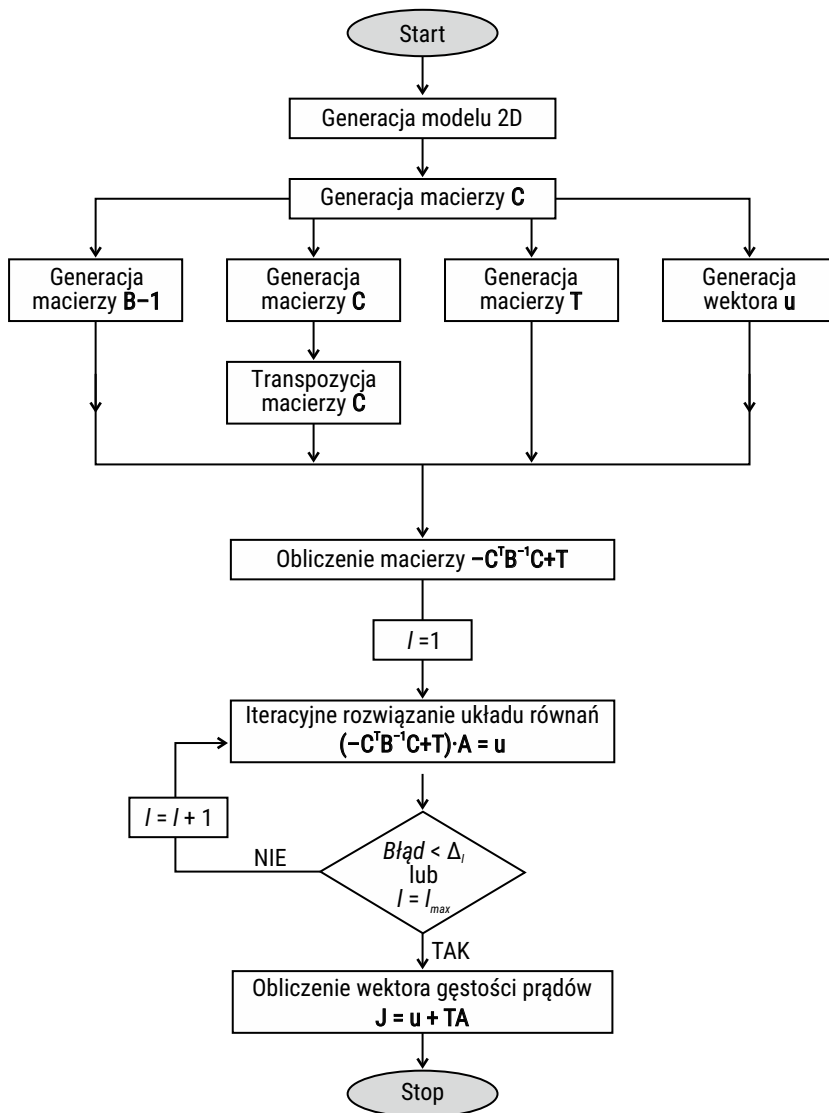 Start
Generacja modelu 2D
Generacja macierzy C
Generacja
macierzy B–1
Generacja
macierzy C
Generacja
macierzy T
Generacja
wektora u
Transpozycja
macierzy C
Obliczenie macierzy –CᵀB⁻¹C+T
l =1
Iteracyjne rozwiązanie układu równań
(–CᵀB⁻¹C+T)·A = u
l = l + 1
NIE
Błąd < Δₗ
lub
l = lₘₐₓ
TAK
Obliczenie wektora gęstości prądów
J = u + TA
Stop